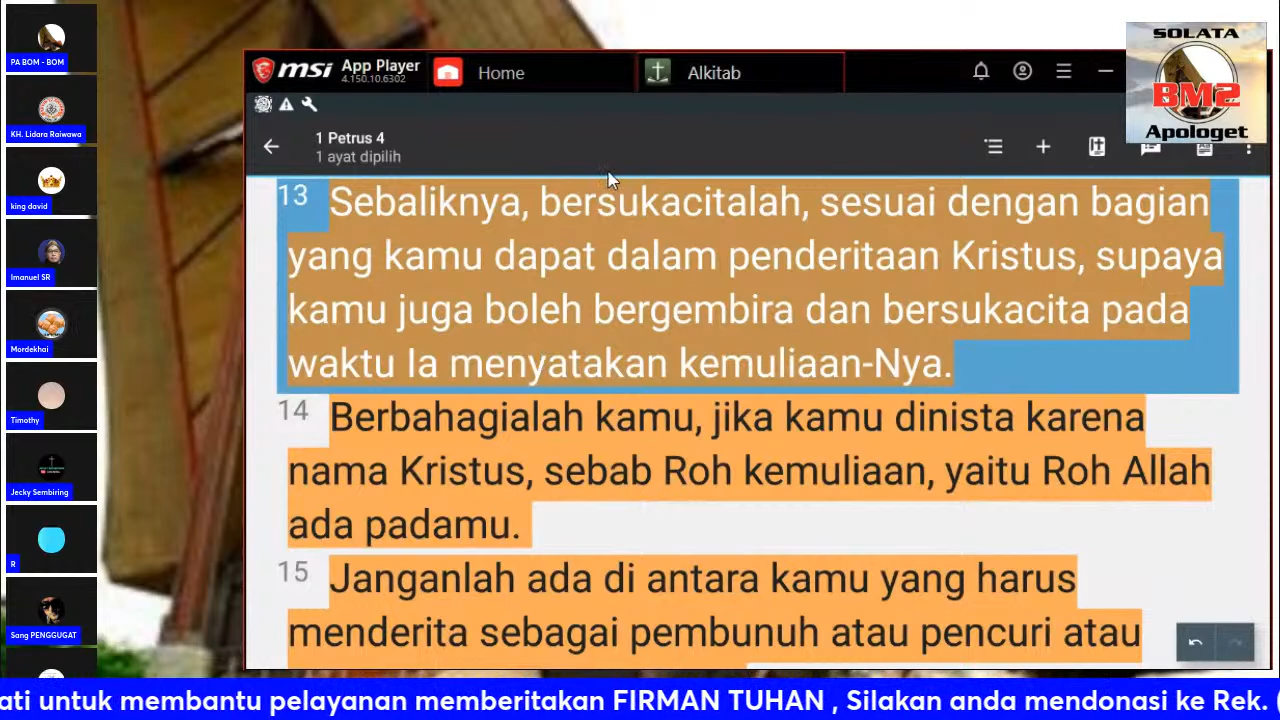 PA BOM - BOM
KH. Lidara Raiwawa
king david
Imanuel SR
Mordekhai
Timothy
Jecky Sembiring
R
Sang PENGGUGAT
msi App Player
4.150.10.6302
Home
Alkitab
SOLATA
BM2
Apologet
1 Petrus 4
1 ayat dipilih
13 Sebaliknya, bersukacitalah, sesuai dengan bagian
yang kamu dapat dalam penderitaan Kristus, supaya
kamu juga boleh bergembira dan bersukacita pada
waktu Ia menyatakan kemuliaan-Nya.
14 Berbahagialah kamu, jika kamu dinista karena
nama Kristus, sebab Roh kemuliaan, yaitu Roh Allah
ada padamu.
15 Janganlah ada di antara kamu yang harus
menderita sebagai pembunuh atau pencuri atau
ati untuk membantu pelayanan memberitakan FIRMAN TUHAN , Silakan anda mendonasi ke Rek. (